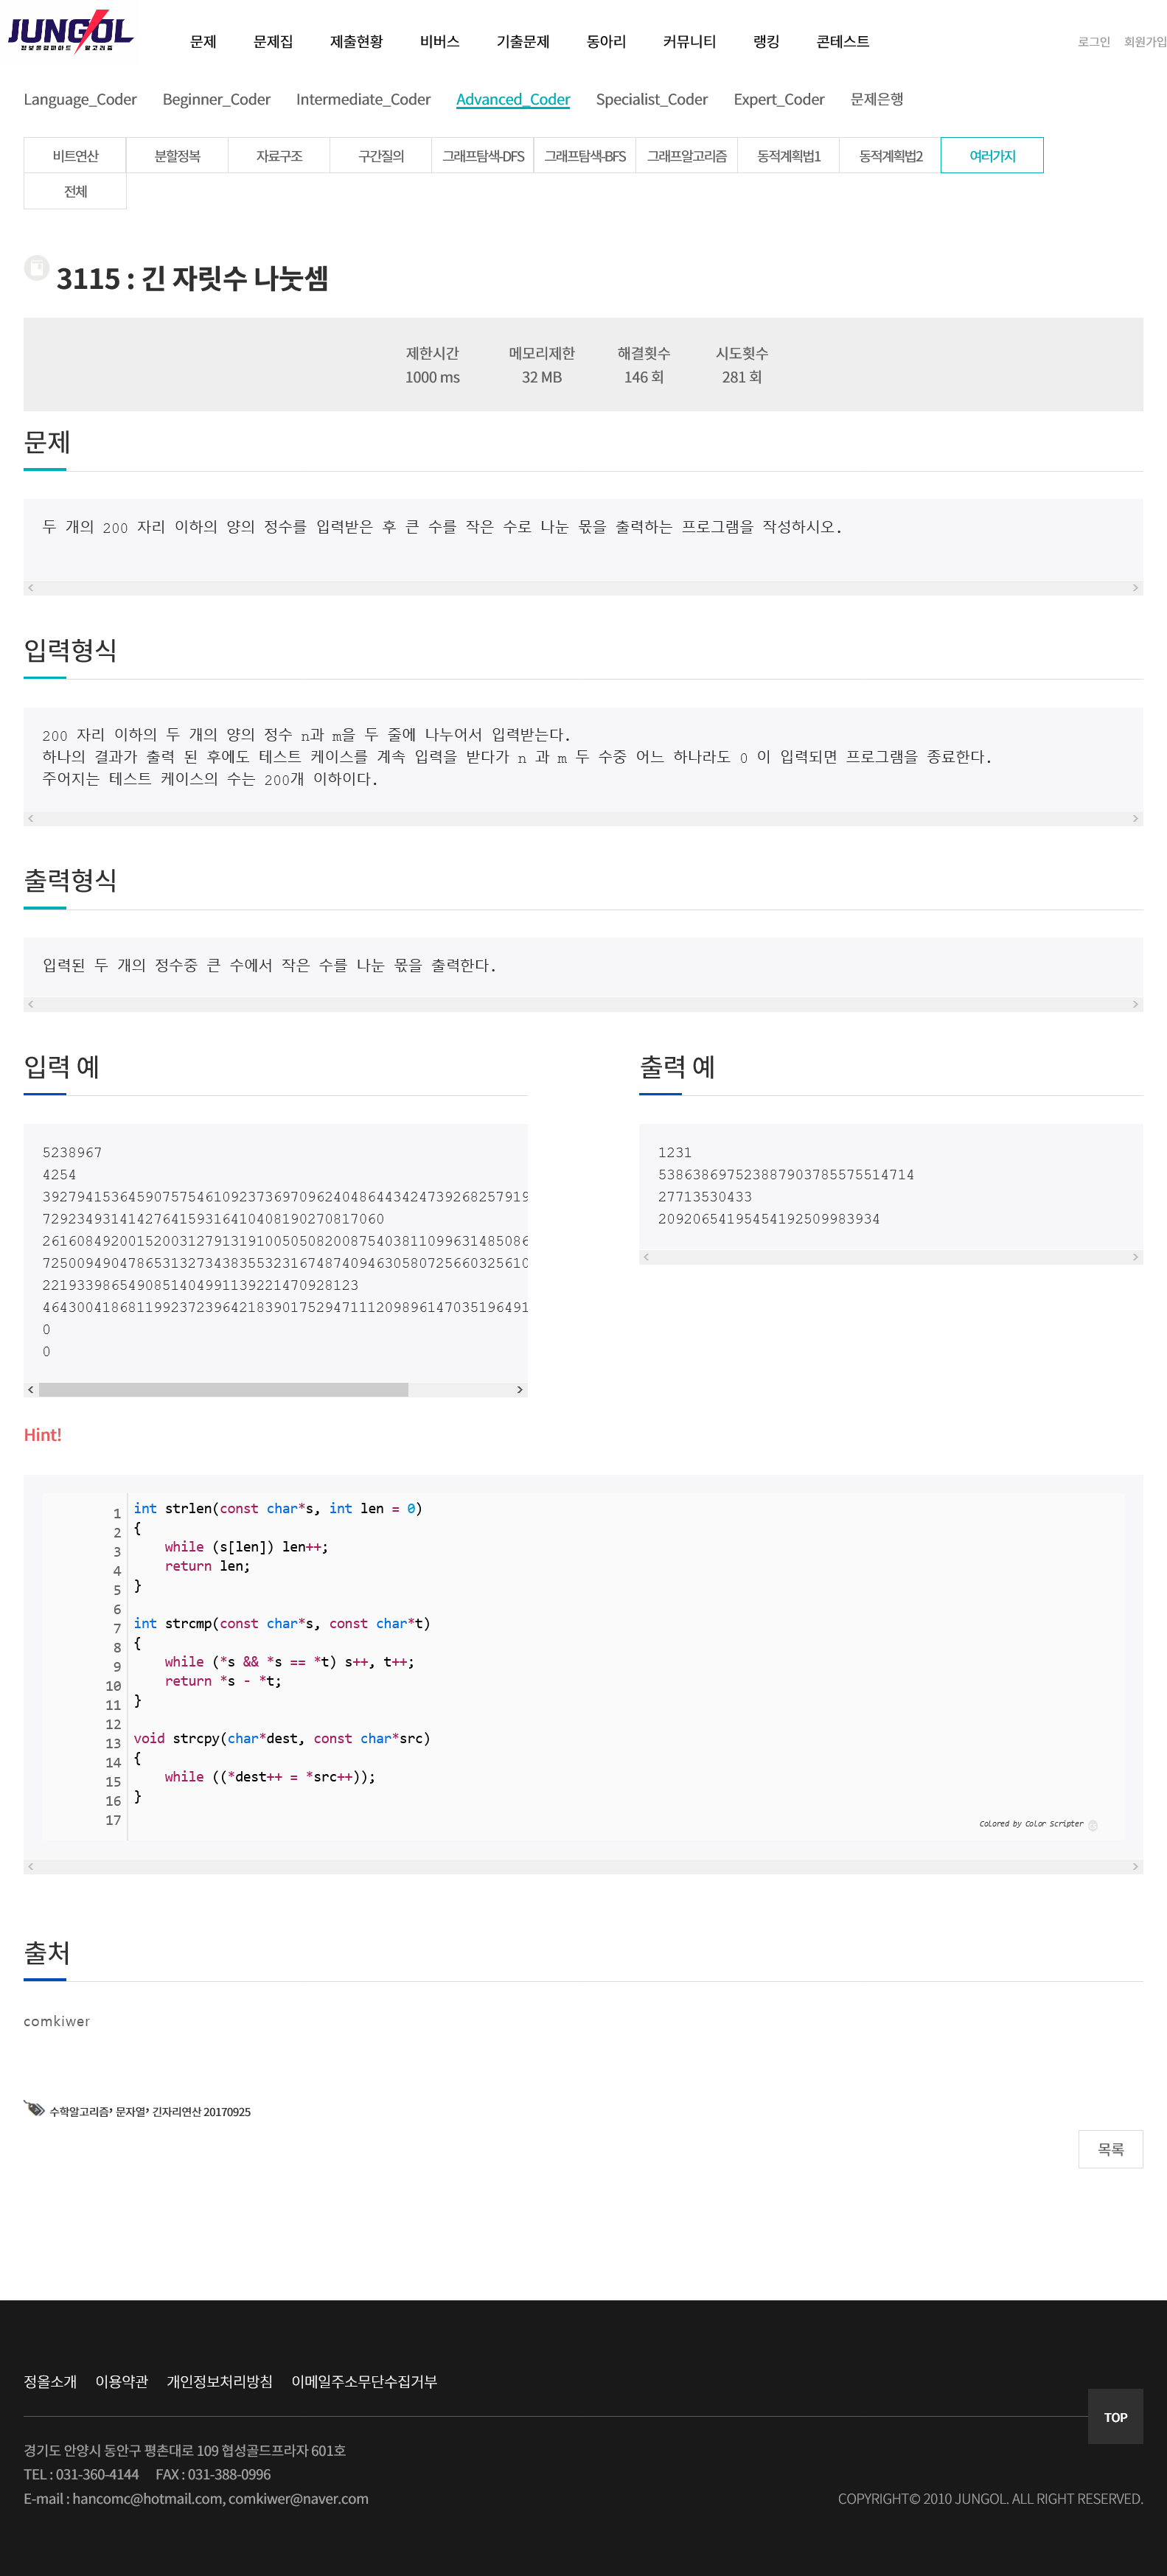 JUNGOL
정보올림피아드 알고리즘
문제 문제집 제출현황 비버스 기출문제 동아리 커뮤니티 랭킹 콘테스트 로그인 회원가입
Language_Coder Beginner_Coder Intermediate_Coder Advanced_Coder Specialist_Coder Expert_Coder 문제은행
비트연산 분할정복 자료구조 구간질의 그래프탐색-DFS 그래프탐색-BFS 그래프알고리즘 동적계획법1 동적계획법2 여러가지
전체
3115 : 긴 자릿수 나눗셈
제한시간 메모리제한 해결횟수 시도횟수
1000 ms 32 MB 146 회 281 회
문제
두 개의 200 자리 이하의 양의 정수를 입력받은 후 큰 수를 작은 수로 나눈 몫을 출력하는 프로그램을 작성하시오.
입력형식
200 자리 이하의 두 개의 양의 정수 n과 m을 두 줄에 나누어서 입력받는다.
하나의 결과가 출력 된 후에도 테스트 케이스를 계속 입력을 받다가 n 과 m 두 수중 어느 하나라도 0 이 입력되면 프로그램을 종료한다.
주어지는 테스트 케이스의 수는 200개 이하이다.
출력형식
입력된 두 개의 정수중 큰 수에서 작은 수를 나눈 몫을 출력한다.
입력 예
5238967
4254
392794153645907575461092373697096240486443424739268257919
7292349314142764159316410408190270817060
261608492001520031279131910050508200875403811099631485086
725009490478653132734383553231674874094630580725660325610
2219339865490851404991139221470928123
464300418681199237239642183901752947111209896147035196491
0
0
출력 예
1231
538638697523887903785575514714
27713530433
20920654195454192509983934
Hint!
1 int strlen(const char*s, int len = 0)
2 {
3 while (s[len]) len++;
4 return len;
5 }
6
7 int strcmp(const char*s, const char*t)
8 {
9 while (*s && *s == *t) s++, t++;
10 return *s - *t;
11 }
12
13 void strcpy(char*dest, const char*src)
14 {
15 while ((*dest++ = *src++));
16 }
17
Colored by Color Scripter
출처
comkiwer
수학알고리즘, 문자열, 긴자리연산 20170925
목록
정올소개 이용약관 개인정보처리방침 이메일주소무단수집거부
TOP
경기도 안양시 동안구 평촌대로 109 협성골드프라자 601호
TEL : 031-360-4144 FAX : 031-388-0996
E-mail : hancomc@hotmail.com, comkiwer@naver.com
COPYRIGHT© 2010 JUNGOL. ALL RIGHT RESERVED.